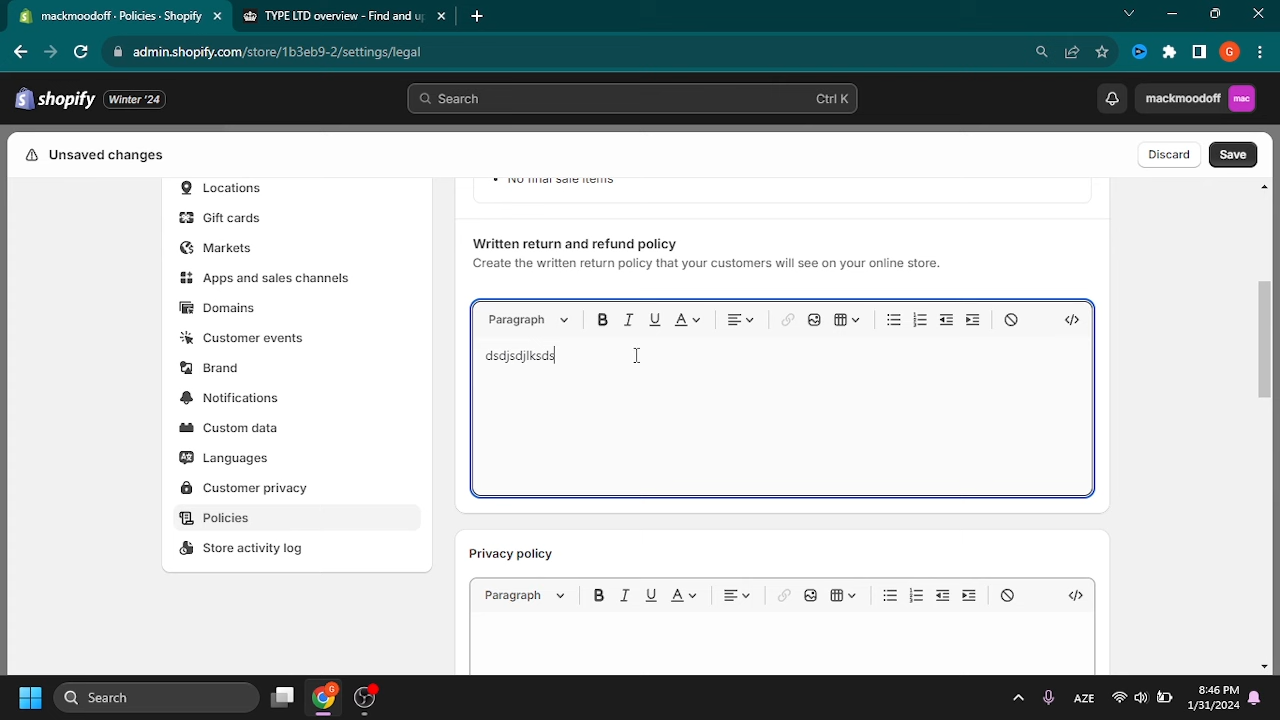 mackmoodoff · Policies · Shopify
TYPE LTD overview - Find and up
admin.shopify.com/store/1b3eb9-2/settings/legal
G
shopify
Winter '24
Search
Ctrl K
mackmoodoff
mac
Unsaved changes
Discard
Save
Locations
Gift cards
Markets
Apps and sales channels
Domains
Customer events
Brand
Notifications
Custom data
Languages
Customer privacy
Policies
Store activity log
No final sale items
Written return and refund policy
Create the written return policy that your customers will see on your online store.
Paragraph
B I U A
dsdjsdjlksds
Privacy policy
Paragraph
B I U A
Search
G
AZE
8:46 PM
1/31/2024